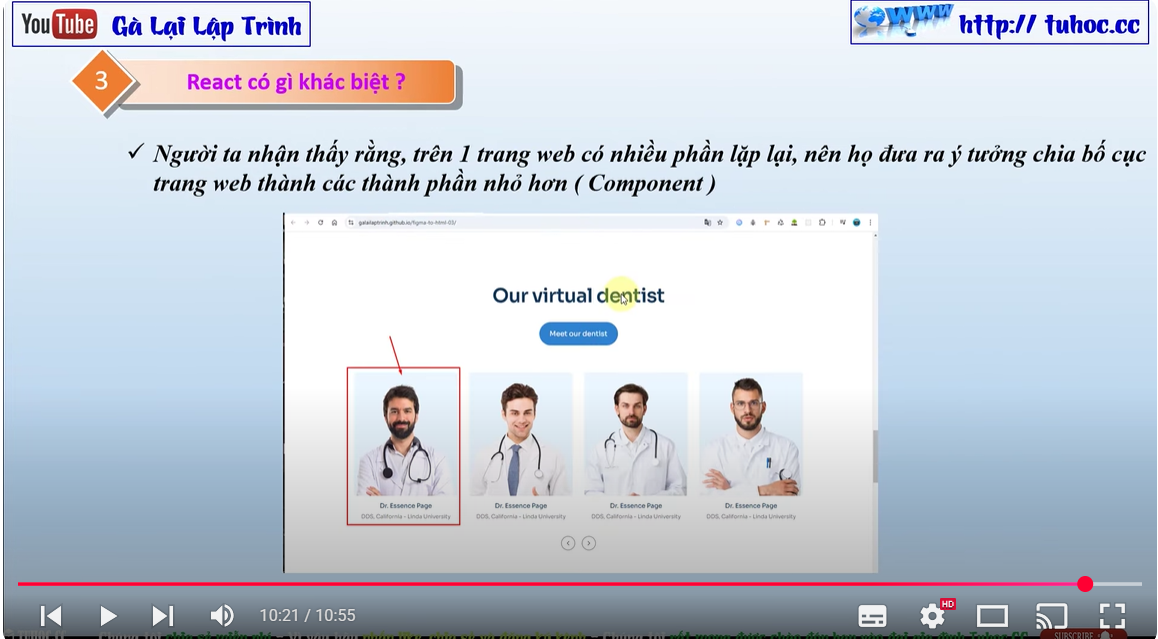 YouTube Gà Lại Lập Trình
WWW http:// tuhoc.cc
3 React có gì khác biệt ?
✓ Người ta nhận thấy rằng, trên 1 trang web có nhiều phần lặp lại, nên họ đưa ra ý tưởng chia bố cục
trang web thành các thành phần nhỏ hơn ( Component )
galailaptrinh.github.io/figma-to-html-03/
Our virtual dentist
Meet our dentist
Dr. Essence Page Dr. Essence Page Dr. Essence Page Dr. Essence Page
DDS, California - Linda University DDS, California - Linda University DDS, California - Linda University DDS, California - Linda University
10:21 / 10:55 HD
SUBSCRIBE